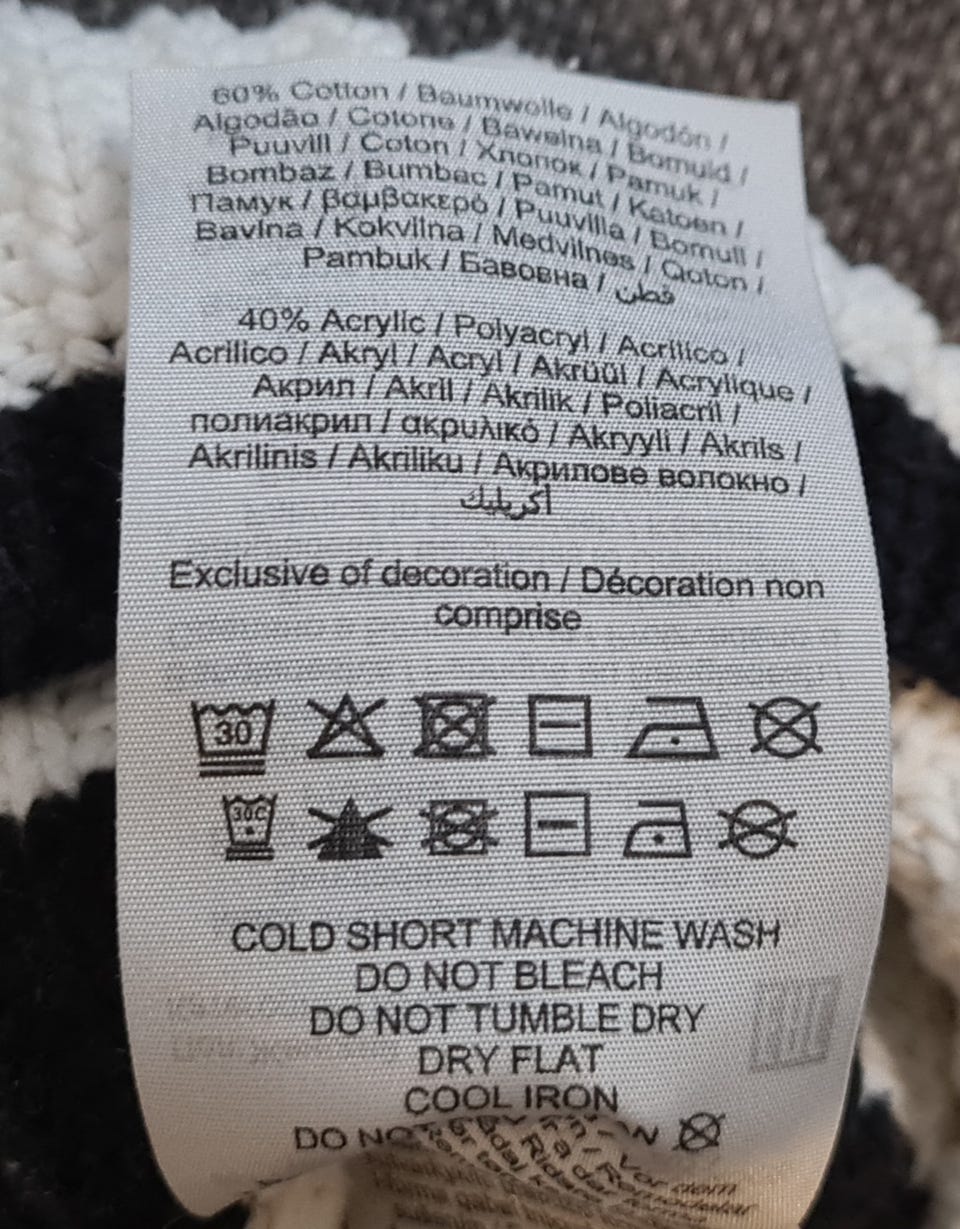 60% Cotton / Baumwolle / Algodón /
Algodão / Cotone / Bawełna / Bomuld /
Puuvill / Coton / Хлопок / Pamuk /
Bombaž / Bumbac / Pamut / Katoen /
Памук / βαμβακερό / Puuvilla / Bomull /
Bavlna / Kokvilna / Medvilnės / Qoton /
Pambuk / Бавовна / قطن
40% Acrylic / Polyacryl / Acrílico /
Acrilico / Akryl / Acryl / Akrüül / Acrylique /
Акрил / Akril / Akrilik / Poliacril /
полиакрил / ακρυλικό / Akryyli / Akrils /
Akrilinis / Akriliku / Акрилове волокно /
أكريليك
Exclusive of decoration / Décoration non
comprise
30
30C
COLD SHORT MACHINE WASH
DO NOT BLEACH
DO NOT TUMBLE DRY
DRY FLAT
COOL IRON
DO